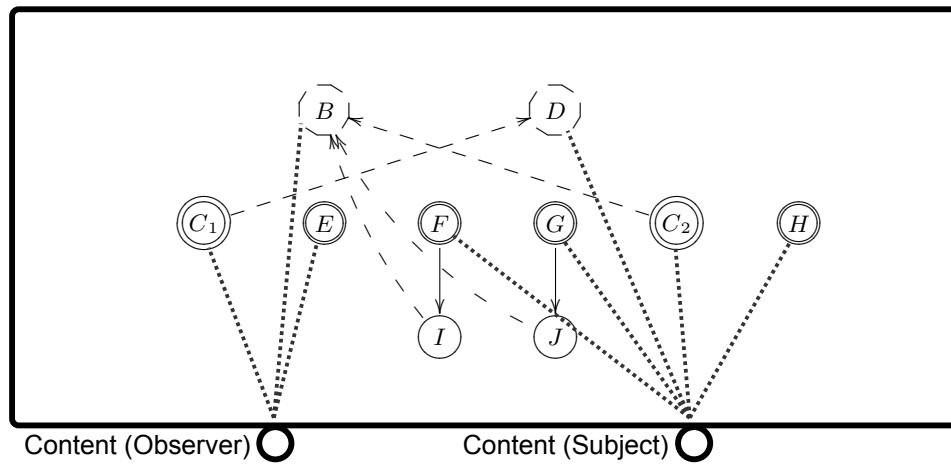 B D
C₁ E F G C₂ H
I J
Content (Observer) Content (Subject)